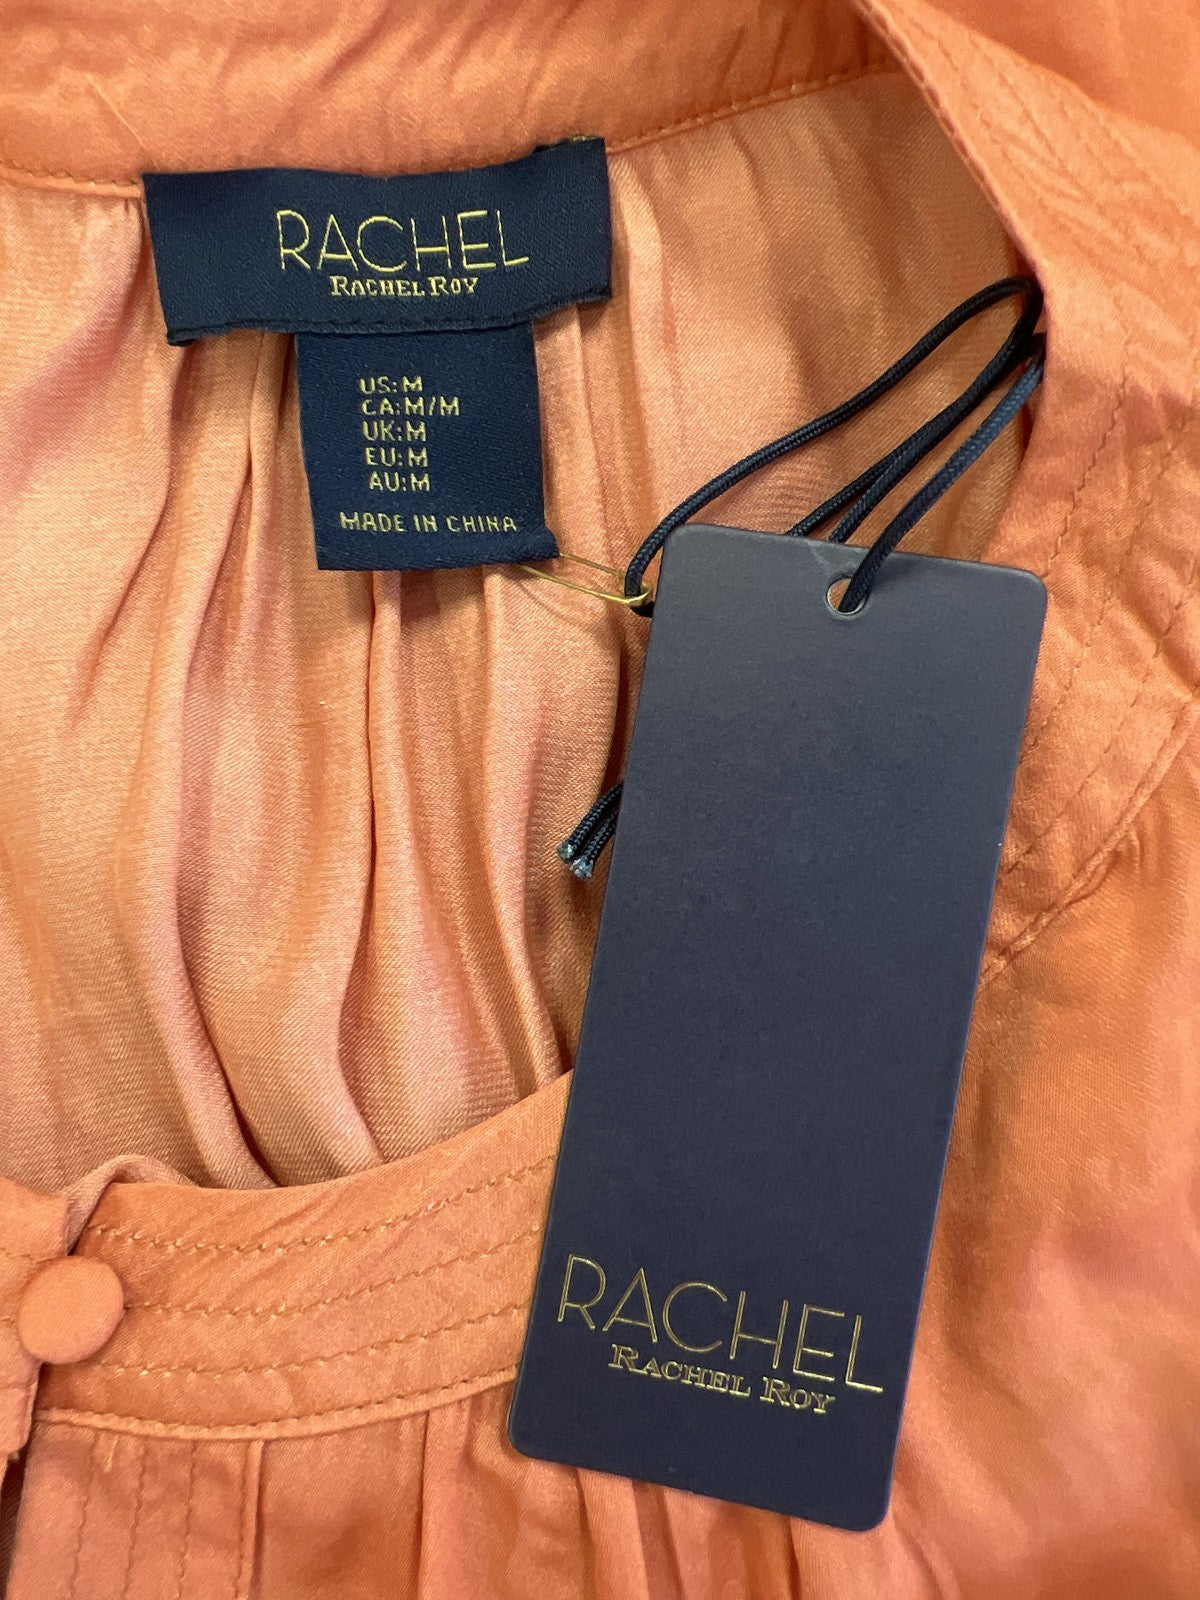 RACHEL
RACHEL ROY
US:M
CA:M/M
UK:M
EU:M
AU:M
MADE IN CHINA
RACHEL
RACHEL ROY